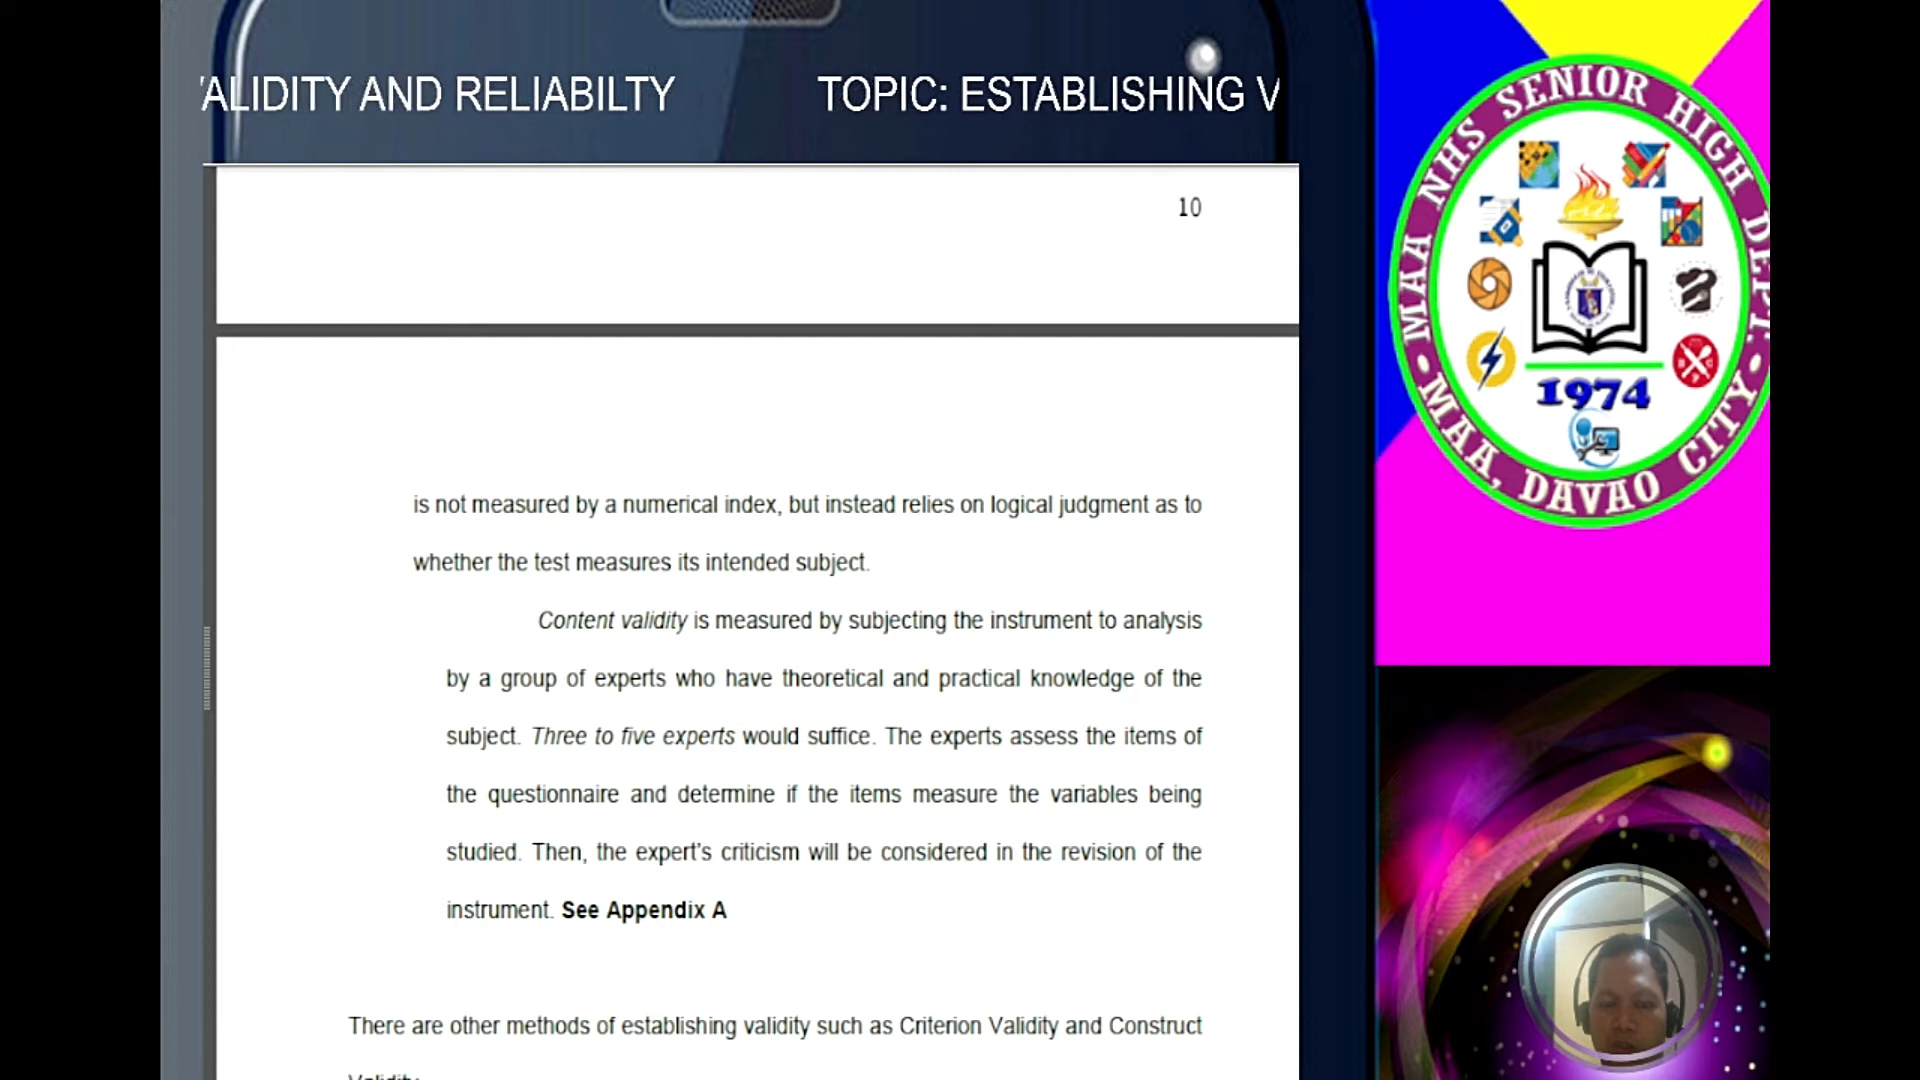 ALIDITY AND RELIABILTY TOPIC: ESTABLISHING V
10
is not measured by a numerical index, but instead relies on logical judgment as to
whether the test measures its intended subject.
Content validity is measured by subjecting the instrument to analysis
by a group of experts who have theoretical and practical knowledge of the
subject. Three to five experts would suffice. The experts assess the items of
the questionnaire and determine if the items measure the variables being
studied. Then, the expert's criticism will be considered in the revision of the
instrument. See Appendix A
There are other methods of establishing validity such as Criterion Validity and Construct
Validity
MAA NHS SENIOR HIGH DEPT.
1974
MAA, DAVAO CITY